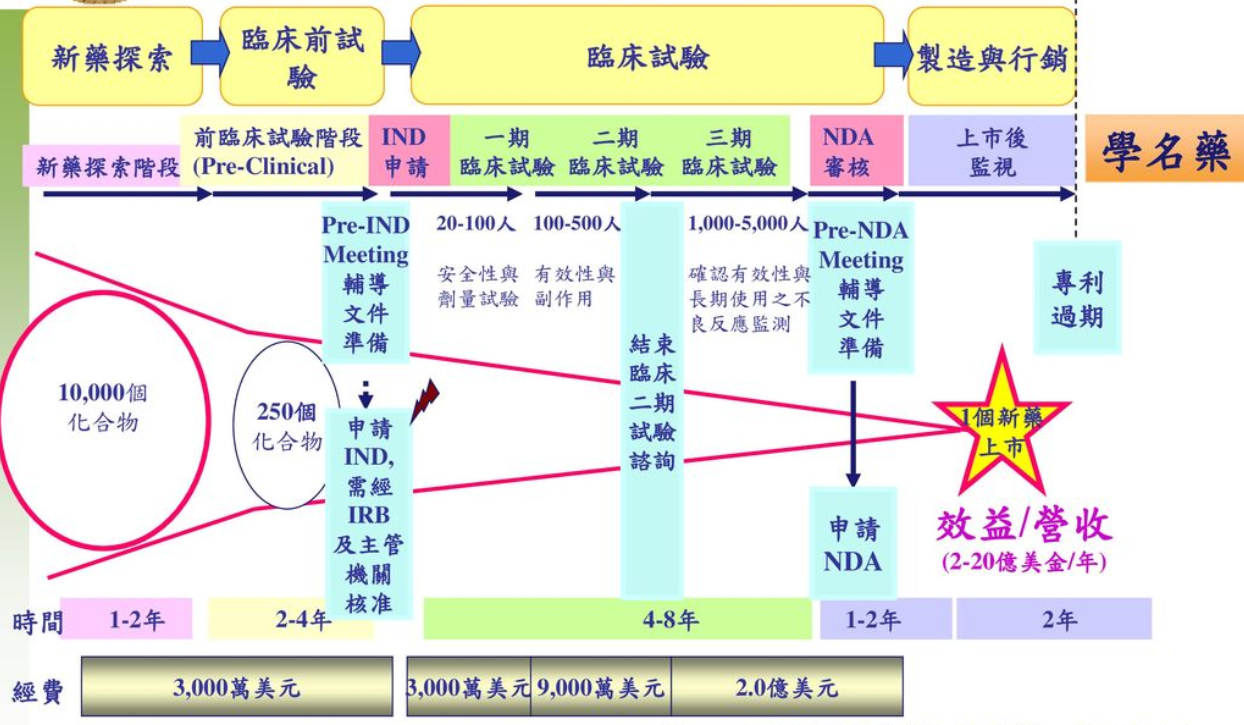 新藥探索
臨床前試
驗
臨床試驗
製造與行銷
新藥探索階段
前臨床試驗階段
(Pre-Clinical)
IND
申請
一期
臨床試驗
二期
臨床試驗
三期
臨床試驗
NDA
審核
上市後
監視
學名藥
Pre-IND
Meeting
輔導
文件
準備
20-100人
安全性與
劑量試驗
100-500人
有效性與
副作用
1,000-5,000人
確認有效性與
長期使用之不
良反應監測
Pre-NDA
Meeting
輔導
文件
準備
專利
過期
結束
臨床
二期
試驗
諮詢
10,000個
化合物
250個
化合物
申請
IND,
需經
IRB
及主管
機關
核准
1個新藥
上市
申請
NDA
效益/營收
(2-20億美金/年)
時間
1-2年
2-4年
4-8年
1-2年
2年
經費
3,000萬美元
3,000萬美元
9,000萬美元
2.0億美元